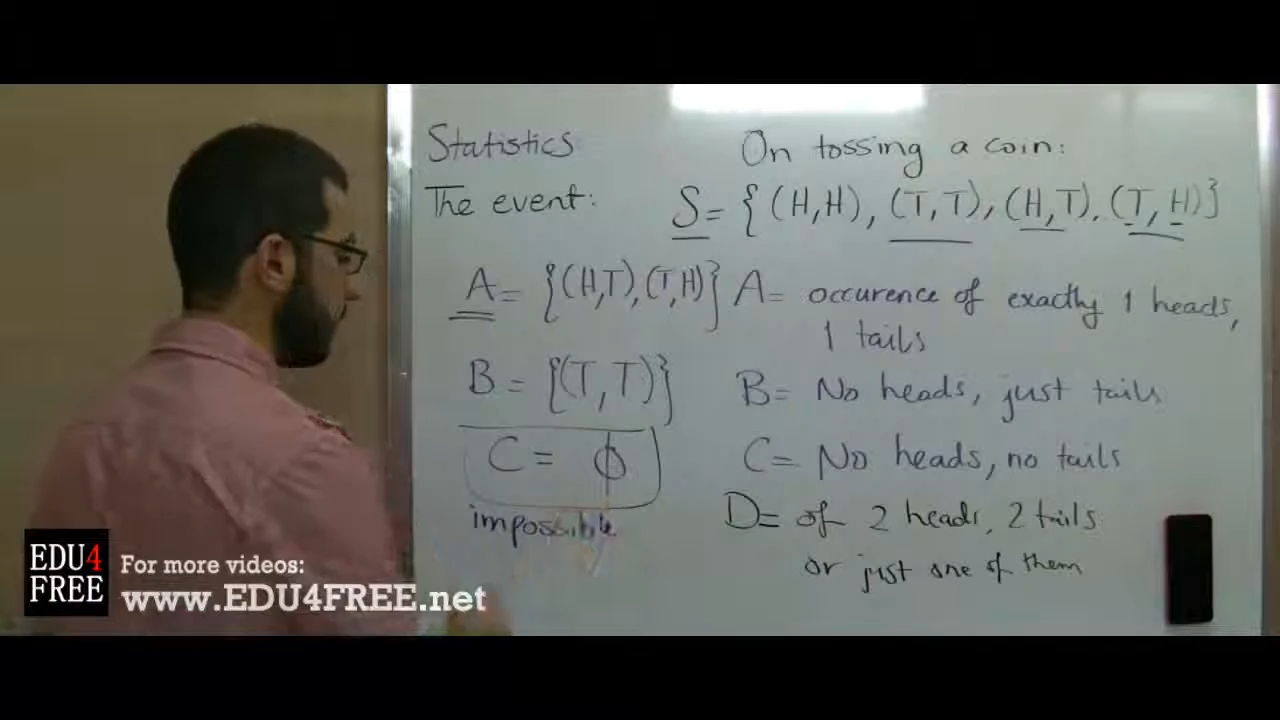 Statistics
On tossing a coin:
The event:
S= {(H,H), (T,T), (H,T), (T,H)}
A= {(H,T),(T,H)}
A= occurence of exactly 1 heads,
1 tails
B= {(T,T)}
B= No heads, just tails
C= ϕ
C= No heads, no tails
impossible
D= of 2 heads, 2 tails
or just one of them
EDU4
FREE
For more videos:
www.EDU4FREE.net